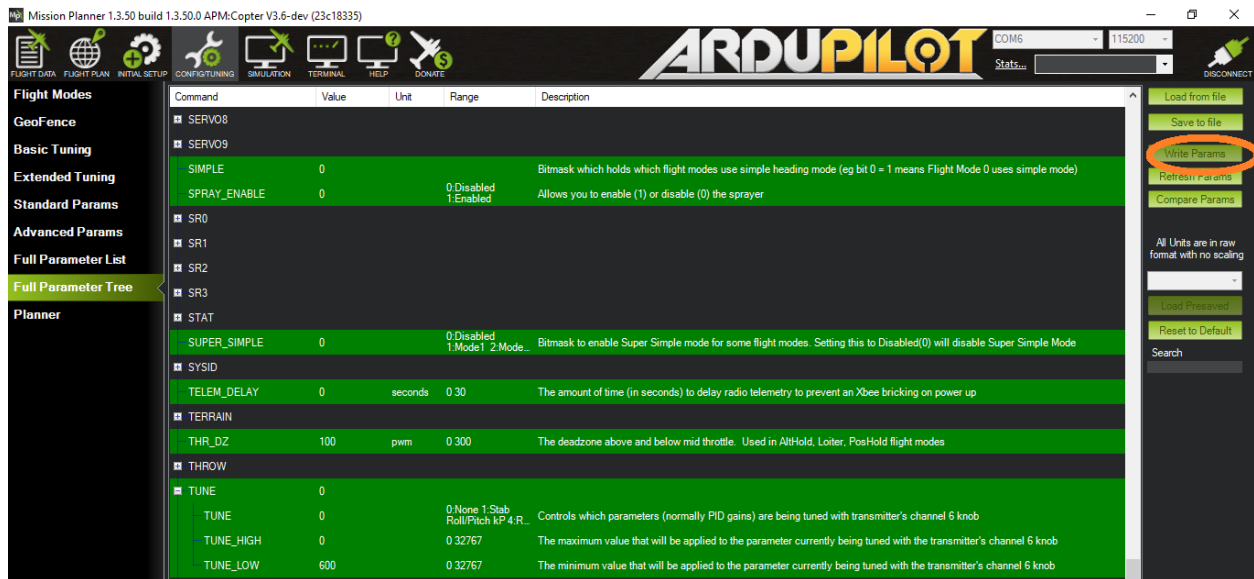 Mission Planner 1.3.50 build 1.3.50.0 APM:Copter V3.6-dev (23c18335)
FLIGHT DATA FLIGHT PLAN INITIAL SETUP CONFIG/TUNING SIMULATION TERMINAL HELP DONATE
ARDUPILOT
COM6 115200
Stats...
DISCONNECT
Flight Modes
GeoFence
Basic Tuning
Extended Tuning
Standard Params
Advanced Params
Full Parameter List
Full Parameter Tree
Planner
Command Value Unit Range Description
SERVO8
SERVO9
SIMPLE 0 Bitmask which holds which flight modes use simple heading mode (eg bit 0 = 1 means Flight Mode 0 uses simple mode)
SPRAY_ENABLE 0 0:Disabled 1:Enabled Allows you to enable (1) or disable (0) the sprayer
SR0
SR1
SR2
SR3
STAT
SUPER_SIMPLE 0 0:Disabled 1:Mode1 2:Mode... Bitmask to enable Super Simple mode for some flight modes. Setting this to Disabled(0) will disable Super Simple Mode
SYSID
TELEM_DELAY 0 seconds 0 30 The amount of time (in seconds) to delay radio telemetry to prevent an Xbee bricking on power up
TERRAIN
THR_DZ 100 pwm 0 300 The deadzone above and below mid throttle. Used in AltHold, Loiter, PosHold flight modes
THROW
TUNE 0
TUNE 0 0:None 1:Stab Roll/Pitch kP 4:R... Controls which parameters (normally PID gains) are being tuned with transmitter's channel 6 knob
TUNE_HIGH 0 0 32767 The maximum value that will be applied to the parameter currently being tuned with the transmitter's channel 6 knob
TUNE_LOW 600 0 32767 The minimum value that will be applied to the parameter currently being tuned with the transmitter's channel 6 knob
Load from file
Save to file
Write Params
Refresh Params
Compare Params
All Units are in raw
format with no scaling
Load Presaved
Reset to Default
Search